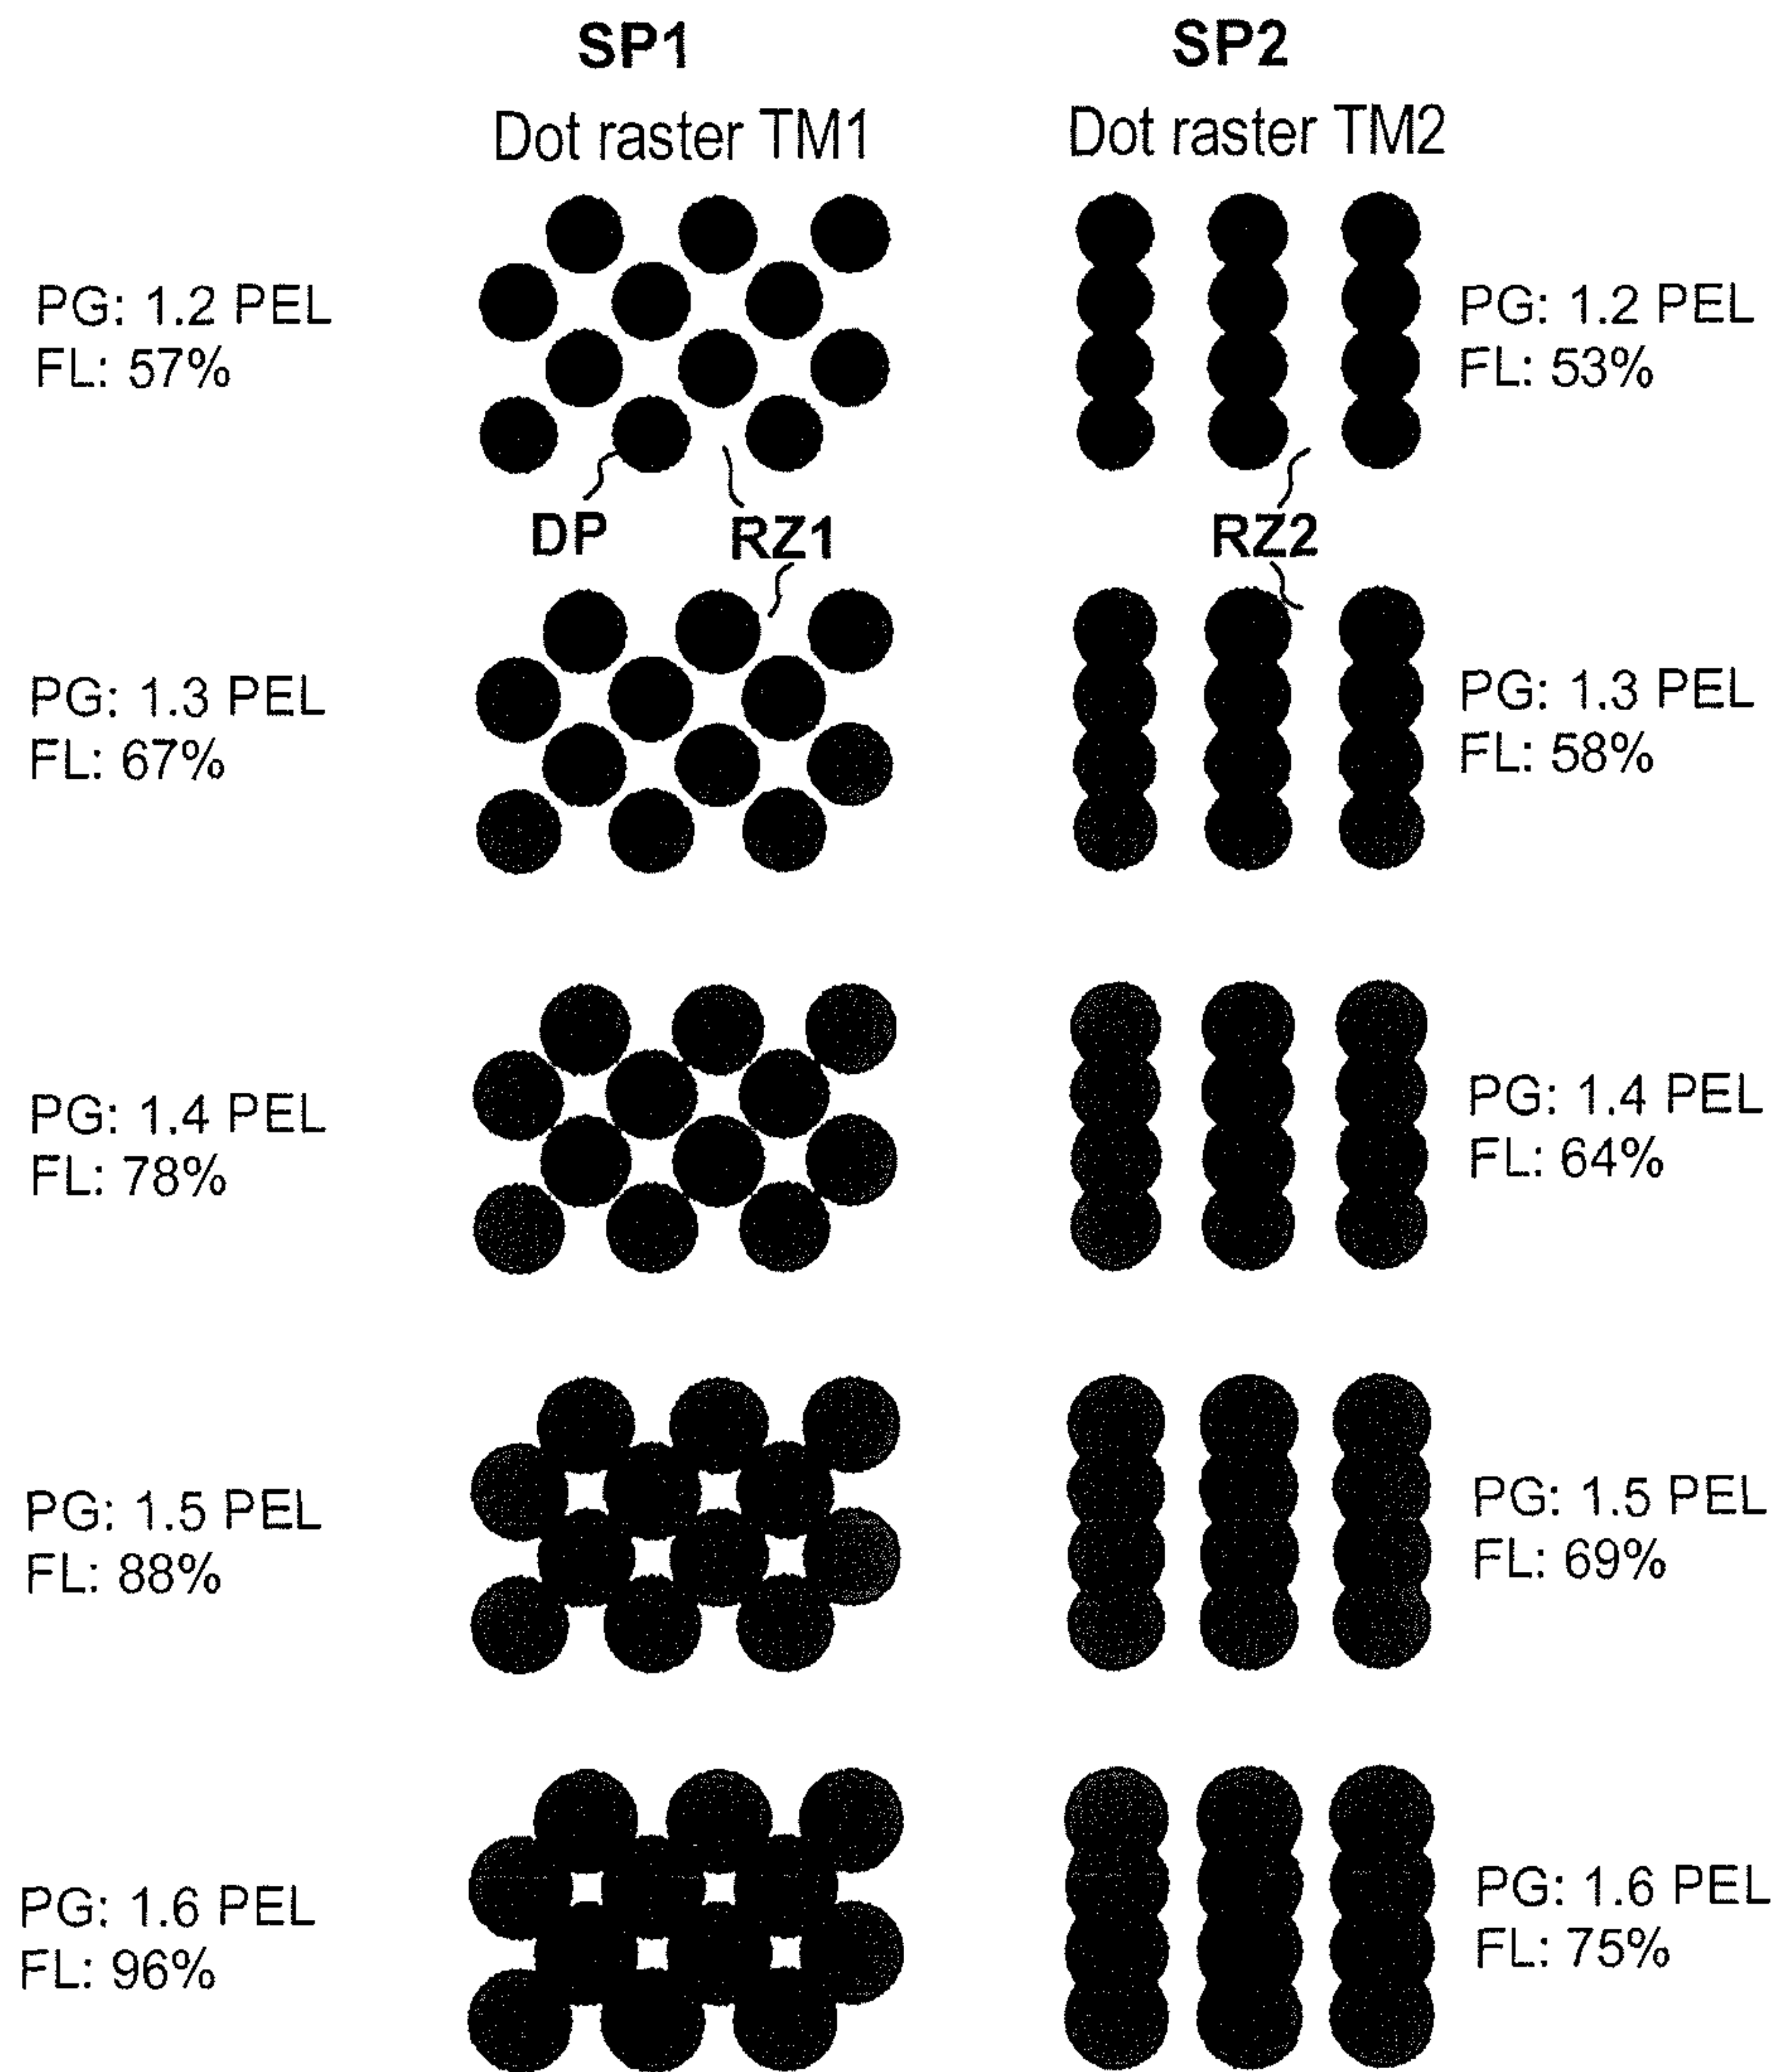 SP1
SP2
Dot raster TM1
Dot raster TM2
PG: 1.2 PEL
FL: 57%
PG: 1.2 PEL
FL: 53%
DP
RZ1
RZ2
PG: 1.3 PEL
FL: 67%
PG: 1.3 PEL
FL: 58%
PG: 1.4 PEL
FL: 78%
PG: 1.4 PEL
FL: 64%
PG: 1.5 PEL
FL: 88%
PG: 1.5 PEL
FL: 69%
PG: 1.6 PEL
FL: 96%
PG: 1.6 PEL
FL: 75%